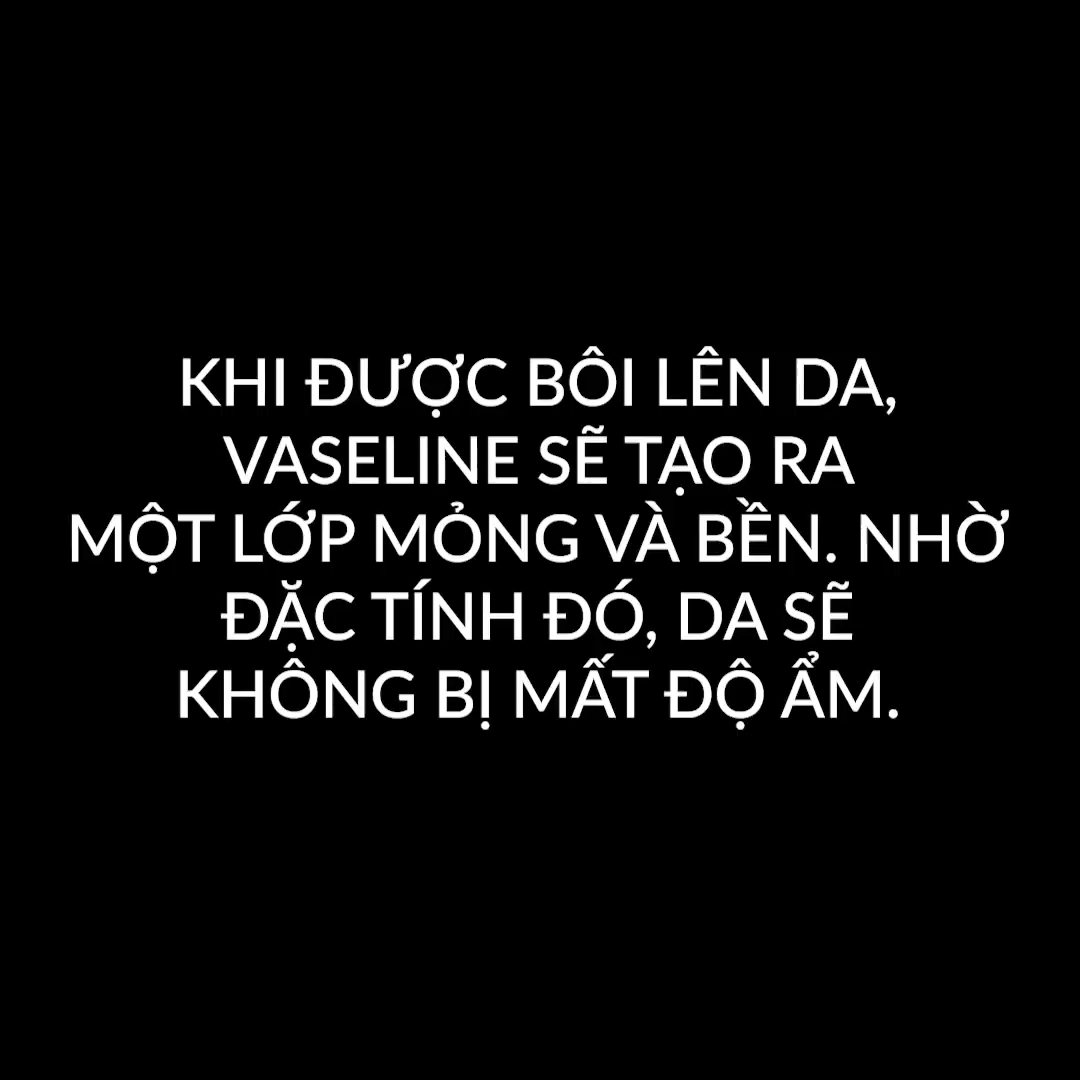 KHI ĐƯỢC BÔI LÊN DA,
VASELINE SẼ TẠO RA
MỘT LỚP MỎNG VÀ BỀN. NHỜ
ĐẶC TÍNH ĐÓ, DA SẼ
KHÔNG BỊ MẤT ĐỘ ẨM.